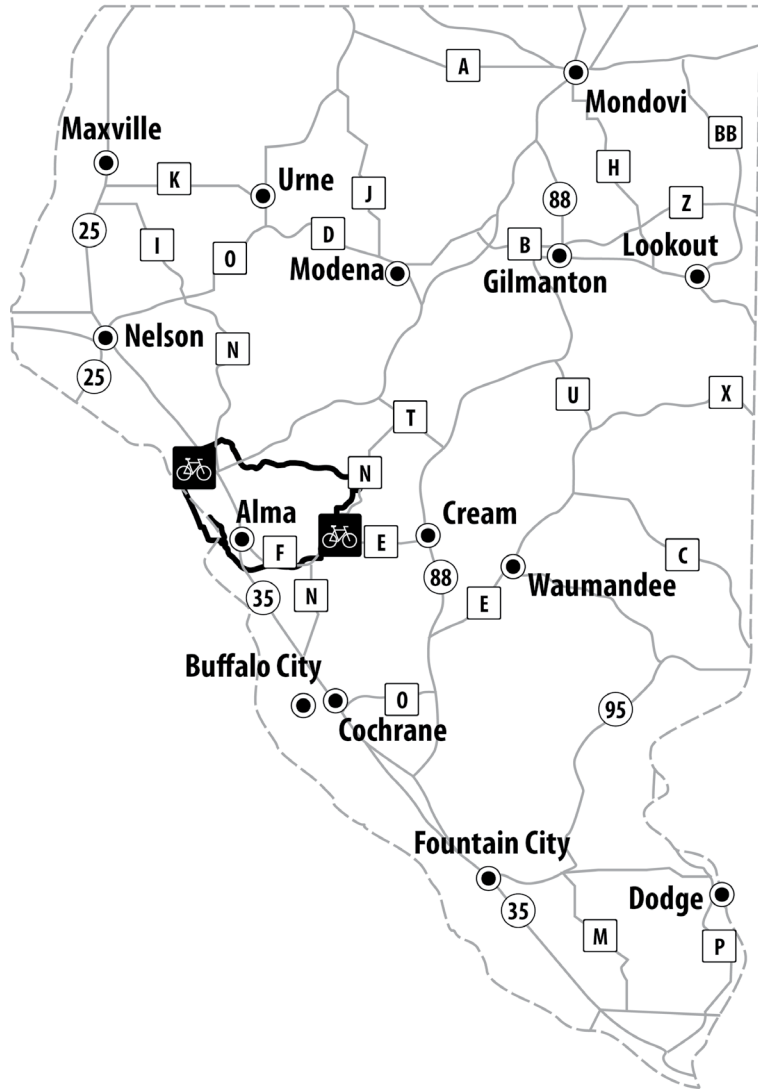 A
Mondovi
Maxville
BB
H
K
Urne
J
88
Z
25
D
I
O
B
Lookout
Modena
Gilmanton
Nelson
N
25
U
X
T
N
Alma
Cream
F
E
C
88
Waumandee
35
N
E
Buffalo City
O
95
Cochrane
Fountain City
Dodge
35
M
P